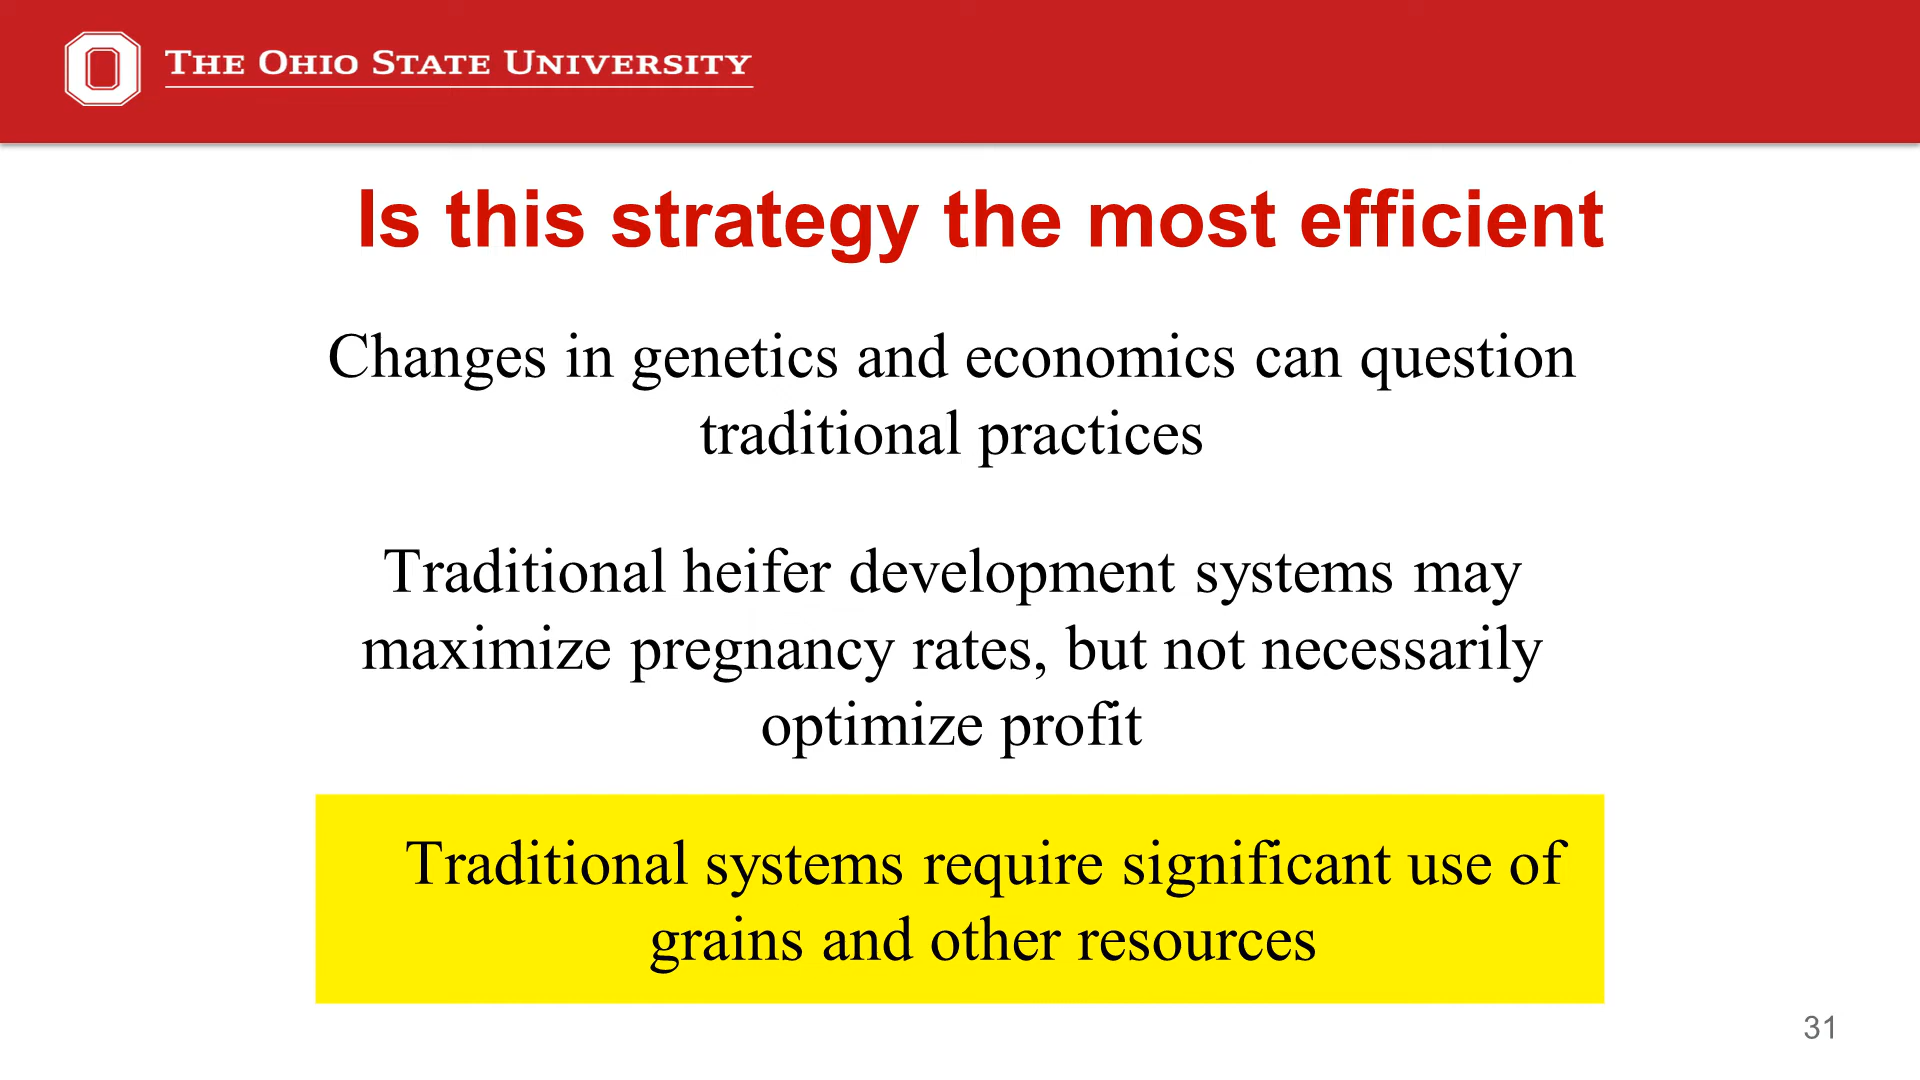 THE OHIO STATE UNIVERSITY
Is this strategy the most efficient
Changes in genetics and economics can question
traditional practices
Traditional heifer development systems may
maximize pregnancy rates, but not necessarily
optimize profit
Traditional systems require significant use of
grains and other resources
31